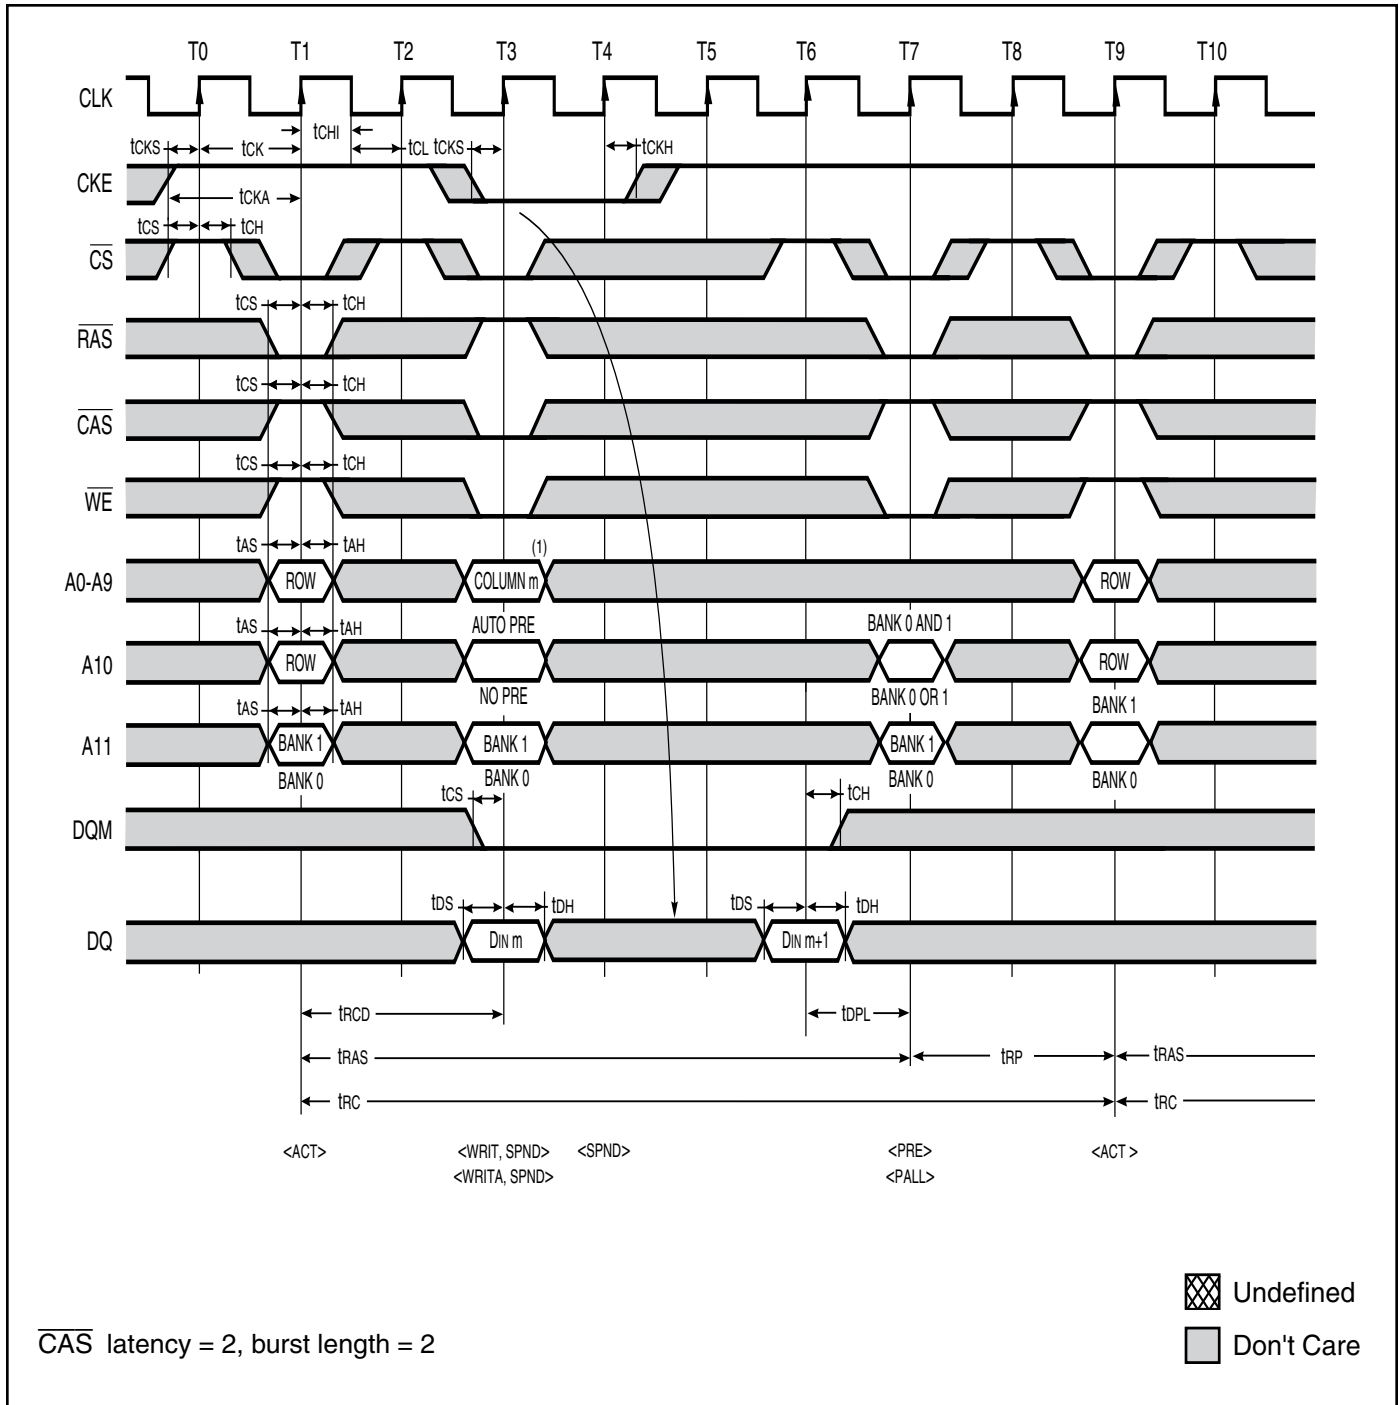 T0 T1 T2 T3 T4 T5 T6 T7 T8 T9 T10
CLK
tCHI
tCKS tCK tCL tCKS tCKH
CKE
tCKA
tCS tCH
CS
tCS tCH
RAS
tCS tCH
CAS
tCS tCH
WE
tAS tAH (1)
A0-A9 ROW COLUMN m ROW
tAS tAH AUTO PRE BANK 0 AND 1
A10 ROW ROW
NO PRE BANK 0 OR 1 BANK 1
tAS tAH
A11 BANK 1 BANK 1 BANK 1
BANK 0 BANK 0 BANK 0 BANK 0
tCS tCH
DQM
tDS tDH tDS tDH
DQ DIN m DIN m+1
tRCD tDPL
tRAS tRP tRAS
tRC tRC
<ACT> <WRIT, SPND> <SPND> <PRE> <ACT >
<WRITA, SPND> <PALL>
Undefined
CAS latency = 2, burst length = 2
Don't Care